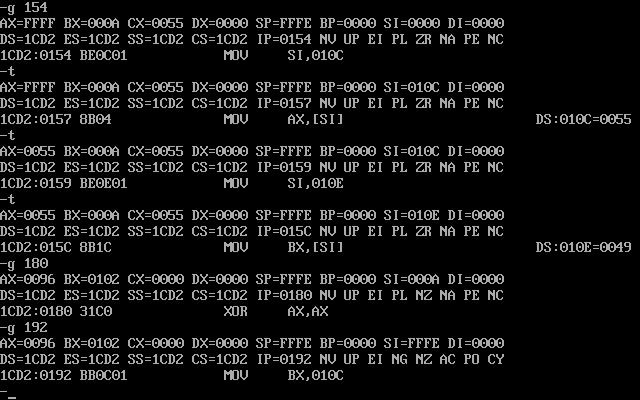 -g 154
AX=FFFF BX=000A CX=0055 DX=0000 SP=FFFE BP=0000 SI=0000 DI=0000
DS=1CD2 ES=1CD2 SS=1CD2 CS=1CD2 IP=0154 NV UP EI PL ZR NA PE NC
1CD2:0154 BE0C01 MOV SI,010C
-t
AX=FFFF BX=000A CX=0055 DX=0000 SP=FFFE BP=0000 SI=010C DI=0000
DS=1CD2 ES=1CD2 SS=1CD2 CS=1CD2 IP=0157 NV UP EI PL ZR NA PE NC
1CD2:0157 8B04 MOV AX,[SI] DS:010C=0055
-t
AX=0055 BX=000A CX=0055 DX=0000 SP=FFFE BP=0000 SI=010C DI=0000
DS=1CD2 ES=1CD2 SS=1CD2 CS=1CD2 IP=0159 NV UP EI PL ZR NA PE NC
1CD2:0159 BE0E01 MOV SI,010E
-t
AX=0055 BX=000A CX=0055 DX=0000 SP=FFFE BP=0000 SI=010E DI=0000
DS=1CD2 ES=1CD2 SS=1CD2 CS=1CD2 IP=015C NV UP EI PL ZR NA PE NC
1CD2:015C 8B1C MOV BX,[SI] DS:010E=0049
-g 180
AX=0096 BX=0102 CX=0000 DX=0000 SP=FFFE BP=0000 SI=000A DI=0000
DS=1CD2 ES=1CD2 SS=1CD2 CS=1CD2 IP=0180 NV UP EI PL NZ NA PE NC
1CD2:0180 31C0 XOR AX,AX
-g 192
AX=0096 BX=0102 CX=0000 DX=0000 SP=FFFE BP=0000 SI=FFFE DI=0000
DS=1CD2 ES=1CD2 SS=1CD2 CS=1CD2 IP=0192 NV UP EI NG NZ AC PO CY
1CD2:0192 BB0C01 MOV BX,010C
-_